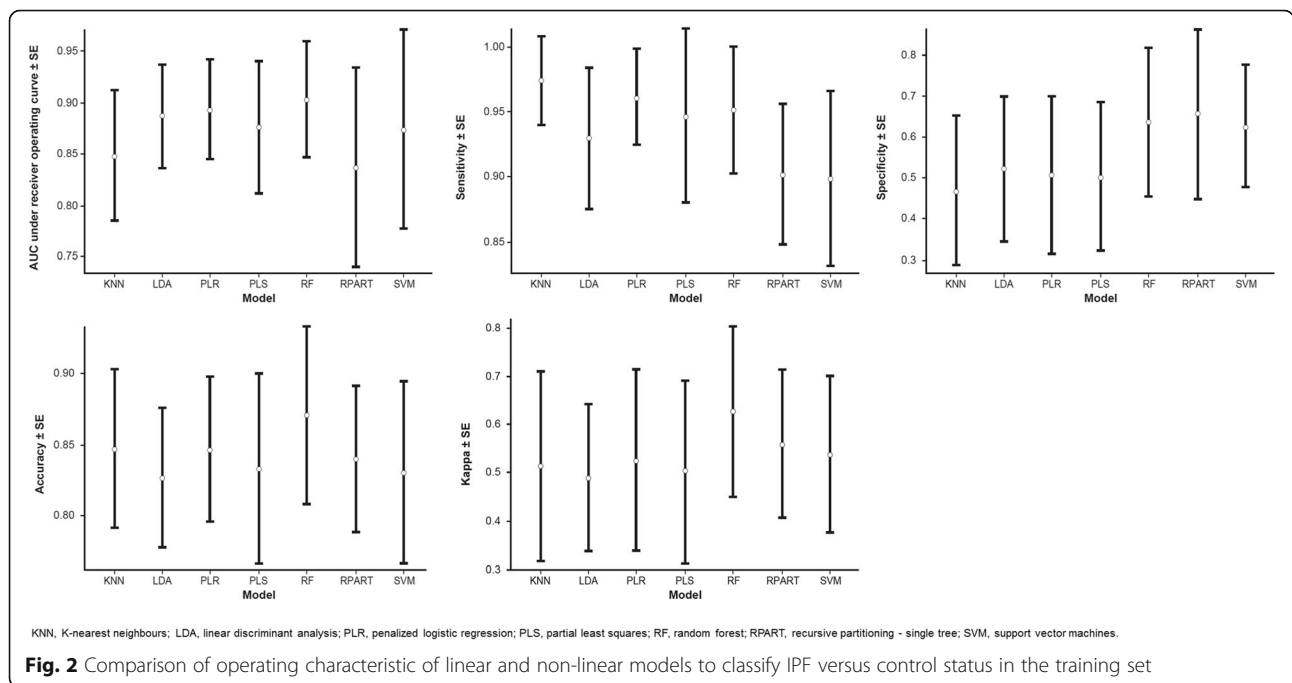 AUC under receiver operating curve ± SE
0.95
0.90
0.85
0.80
0.75
KNN LDA PLR PLS RF RPART SVM
Model
Sensitivity ± SE
1.00
0.95
0.90
0.85
KNN LDA PLR PLS RF RPART SVM
Model
Specificity ± SE
0.8
0.7
0.6
0.5
0.4
0.3
KNN LDA PLR PLS RF RPART SVM
Model
Accuracy ± SE
0.90
0.85
0.80
KNN LDA PLR PLS RF RPART SVM
Model
Kappa ± SE
0.8
0.7
0.6
0.5
0.4
0.3
KNN LDA PLR PLS RF RPART SVM
Model
KNN, K-nearest neighbours; LDA, linear discriminant analysis; PLR, penalized logistic regression; PLS, partial least squares; RF, random forest; RPART, recursive partitioning - single tree; SVM, support vector machines.
Fig. 2 Comparison of operating characteristic of linear and non-linear models to classify IPF versus control status in the training set